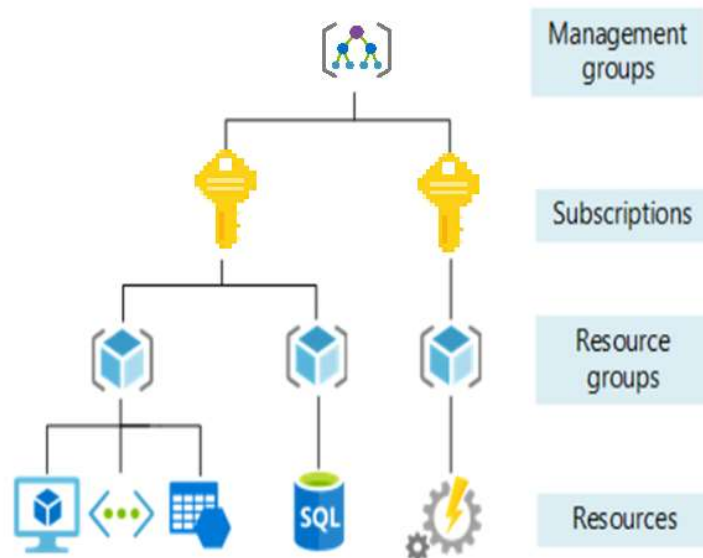 Management
groups
Subscriptions
Resource
groups
SQL
Resources